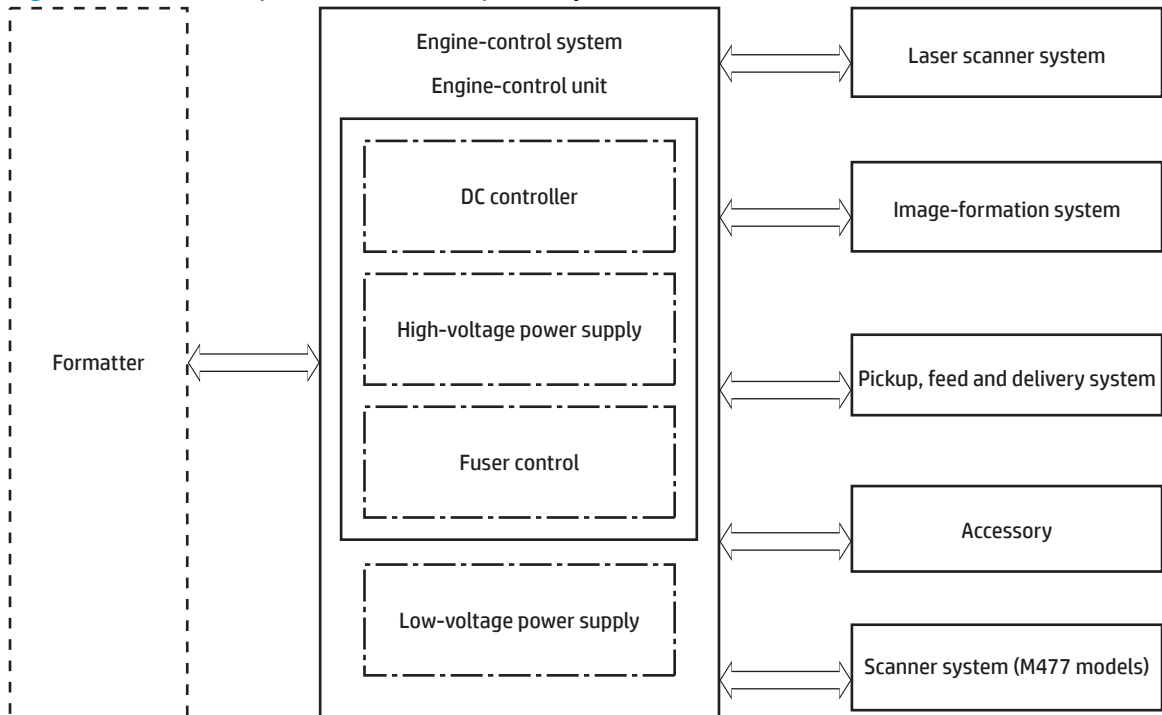 Engine-control system
Engine-control unit
DC controller
High-voltage power supply
Fuser control
Low-voltage power supply
Formatter
Laser scanner system
Image-formation system
Pickup, feed and delivery system
Accessory
Scanner system (M477 models)